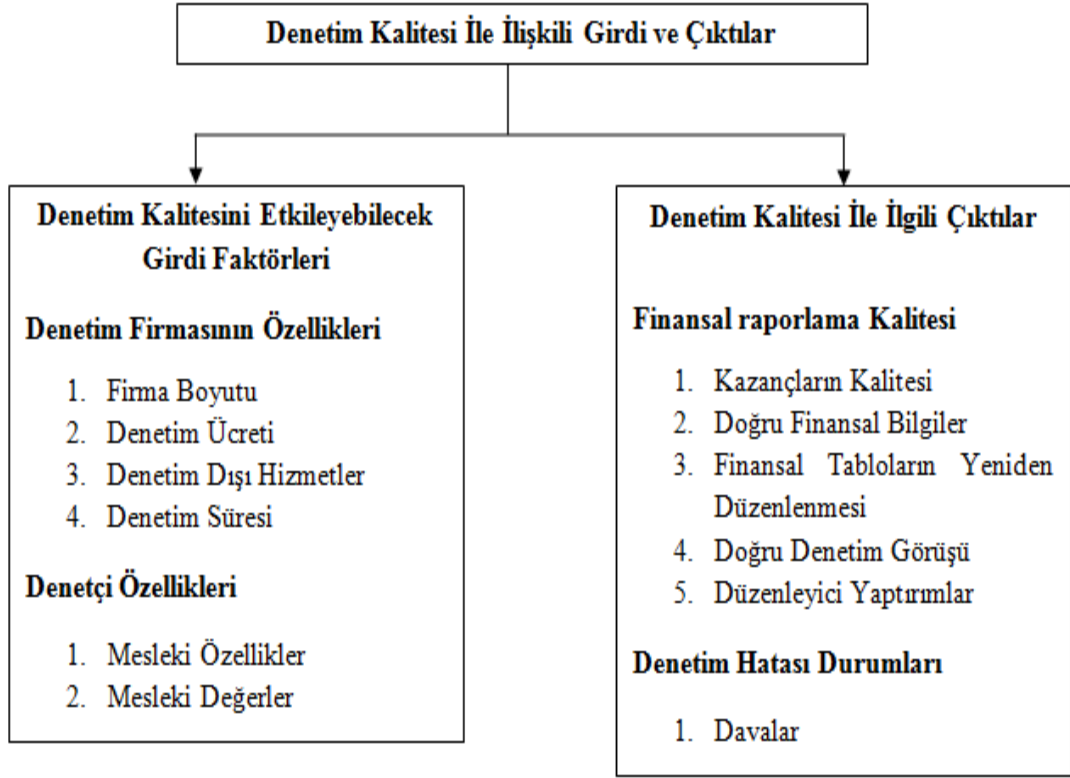 Denetim Kalitesi İle İlişkili Girdi ve Çıktılar
Denetim Kalitesini Etkileyebilecek
Girdi Faktörleri
Denetim Firmasının Özellikleri
1. Firma Boyutu
2. Denetim Ücreti
3. Denetim Dışı Hizmetler
4. Denetim Süresi
Denetçi Özellikleri
1. Mesleki Özellikler
2. Mesleki Değerler
Denetim Kalitesi İle İlgili Çıktılar
Finansal raporlama Kalitesi
1. Kazançların Kalitesi
2. Doğru Finansal Bilgiler
3. Finansal Tabloların Yeniden
Düzenlenmesi
4. Doğru Denetim Görüşü
5. Düzenleyici Yaptırımlar
Denetim Hatası Durumları
1. Davalar